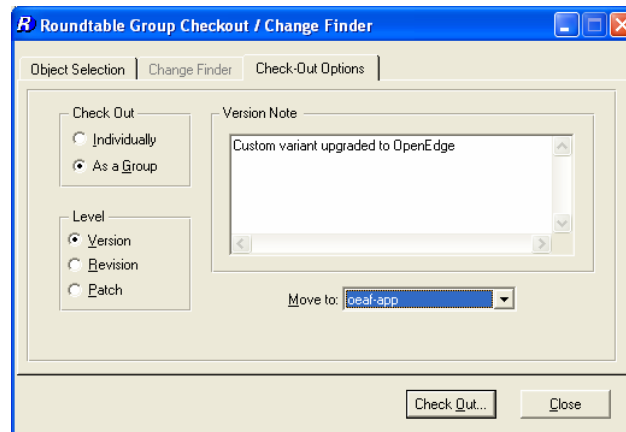 R Roundtable Group Checkout / Change Finder
Object Selection Change Finder Check-Out Options
Check Out
Individually
As a Group
Level
Version
Revision
Patch
Version Note
Custom variant upgraded to OpenEdge
Move to: oeaf-app
Check Out... Close